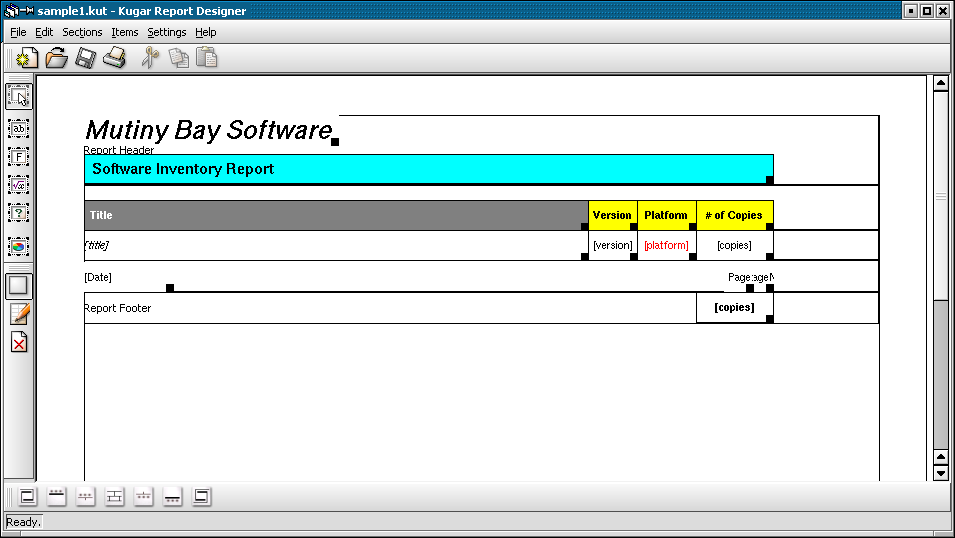 sample1.kut - Kugar Report Designer
File Edit Sections Items Settings Help
Mutiny Bay Software
Report Header
Software Inventory Report
Title Version Platform # of Copies
[title] [version] [platform] [copies]
[Date] Page:
Report Footer [copies]
Ready.